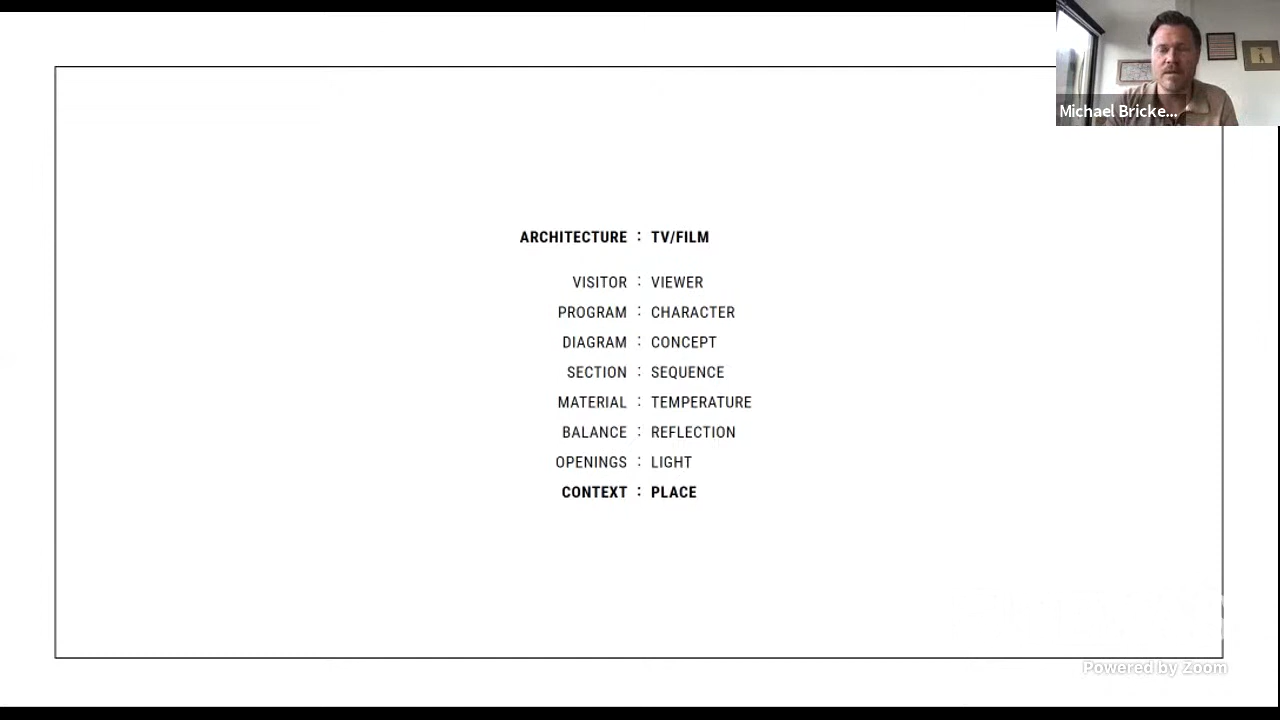 Michael Bricke...
ARCHITECTURE : TV/FILM
VISITOR : VIEWER
PROGRAM : CHARACTER
DIAGRAM : CONCEPT
SECTION : SEQUENCE
MATERIAL : TEMPERATURE
BALANCE : REFLECTION
OPENINGS : LIGHT
CONTEXT : PLACE
Powered by Zoom